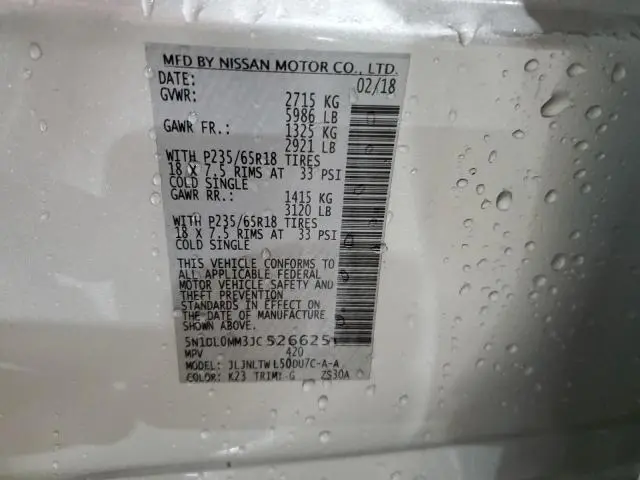 MFD BY NISSAN MOTOR CO., LTD.
DATE: 02/18
GVWR: 2715 KG
5986 LB
GAWR FR.: 1325 KG
2921 LB
WITH P235/65R18 TIRES
18 X 7.5 RIMS AT 33 PSI
COLD SINGLE
GAWR RR.: 1415 KG
3120 LB
WITH P235/65R18 TIRES
18 X 7.5 RIMS AT 33 PSI
COLD SINGLE
THIS VEHICLE CONFORMS TO
ALL APPLICABLE FEDERAL
MOTOR VEHICLE SAFETY AND
THEFT PREVENTION
STANDARDS IN EFFECT ON
THE DATE OF MANUFACTURE
SHOWN ABOVE.
5N1DL0MM3JC526625
MPV 420
MODEL: JLJNLTWL50DU7C-A-A
COLOR: K23 TRIM: G ZS30A